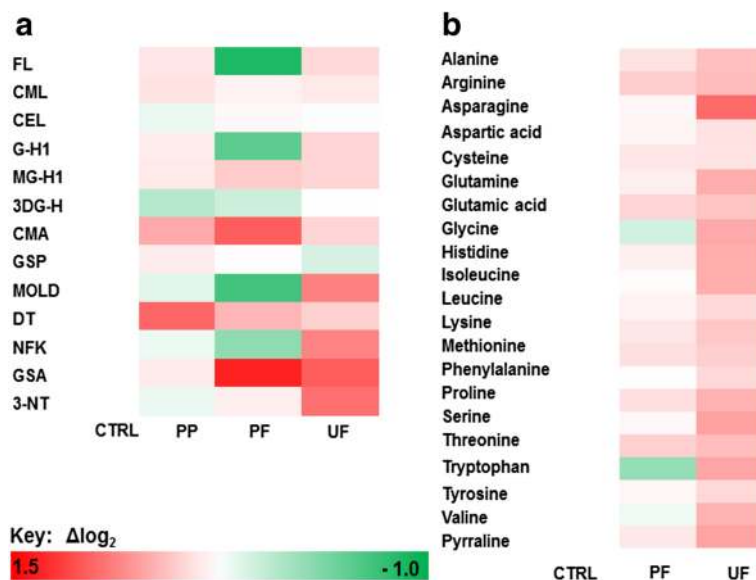 a
FL
CML
CEL
G-H1
MG-H1
3DG-H
CMA
GSP
MOLD
DT
NFK
GSA
3-NT
CTRL PP PF UF
Key: Δlog2
1.5 - 1.0
b
Alanine
Arginine
Asparagine
Aspartic acid
Cysteine
Glutamine
Glutamic acid
Glycine
Histidine
Isoleucine
Leucine
Lysine
Methionine
Phenylalanine
Proline
Serine
Threonine
Tryptophan
Tyrosine
Valine
Pyrraline
CTRL PF UF